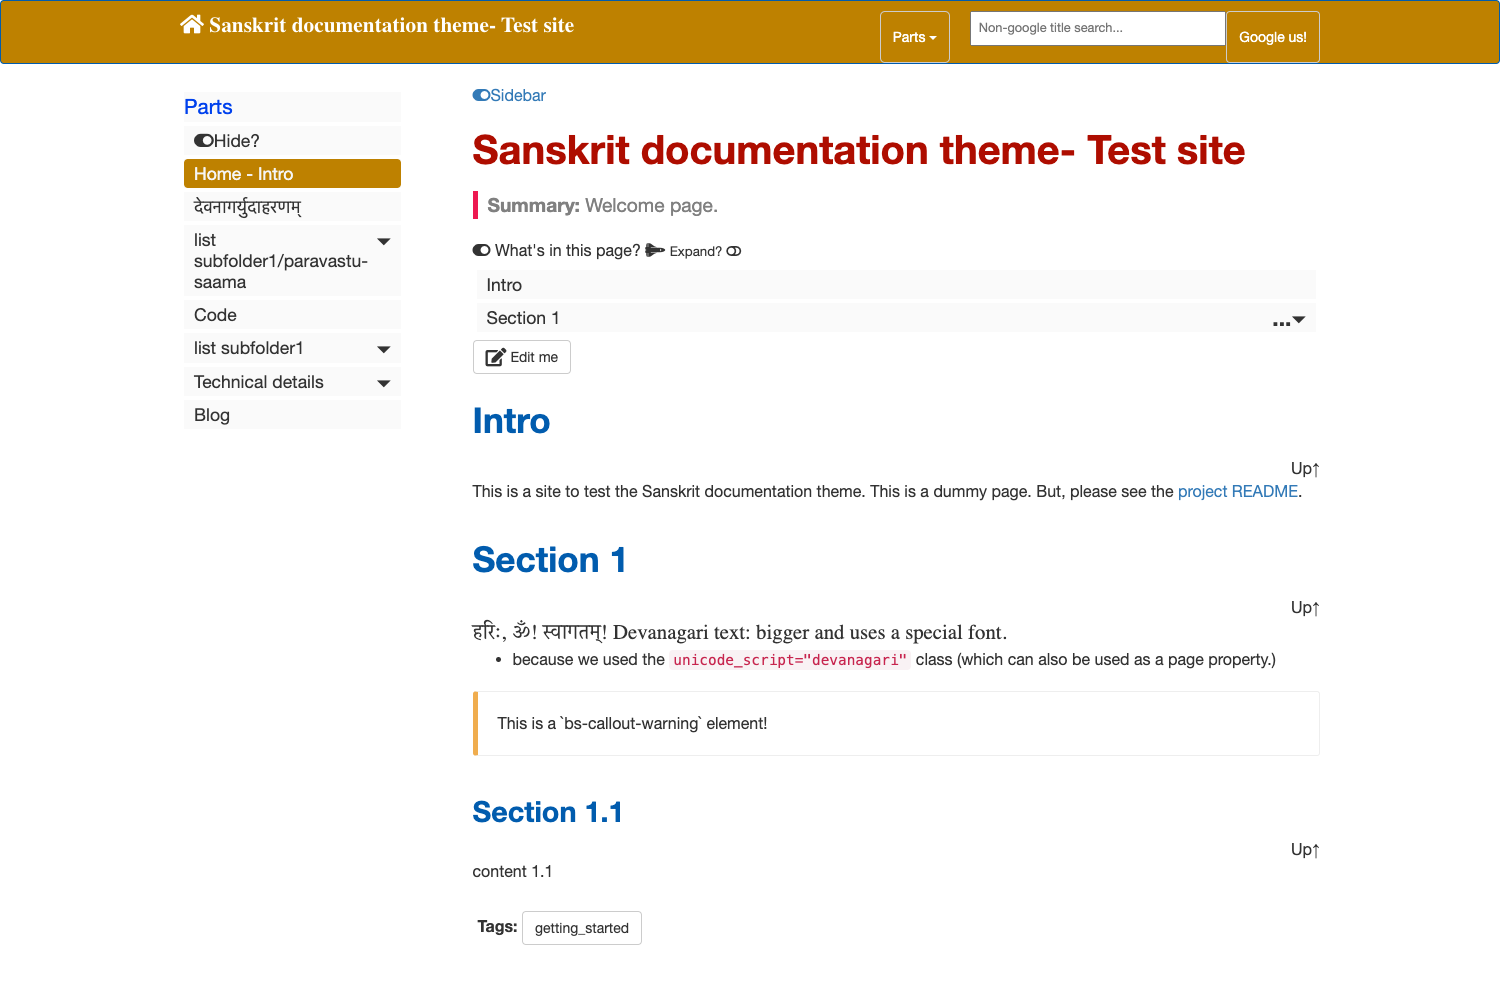 Sanskrit documentation theme- Test site
Parts
Non-google title search...
Google us!
Parts
Hide?
Home - Intro
देवनागर्युदाहरणम्
list
subfolder1/paravastu-
saama
Code
list subfolder1
Technical details
Blog
Sidebar
Sanskrit documentation theme- Test site
Summary: Welcome page.
What's in this page? Expand?
Intro
Section 1 ...
Edit me
Intro
Up↑
This is a site to test the Sanskrit documentation theme. This is a dummy page. But, please see the project README.
Section 1
Up↑
हरिः, ॐ! स्वागतम्! Devanagari text: bigger and uses a special font.
• because we used the unicode_script="devanagari" class (which can also be used as a page property.)
This is a `bs-callout-warning` element!
Section 1.1
Up↑
content 1.1
Tags: getting_started